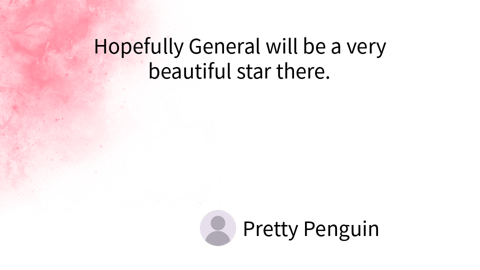 Hopefully General will be a very
beautiful star there.
Pretty Penguin